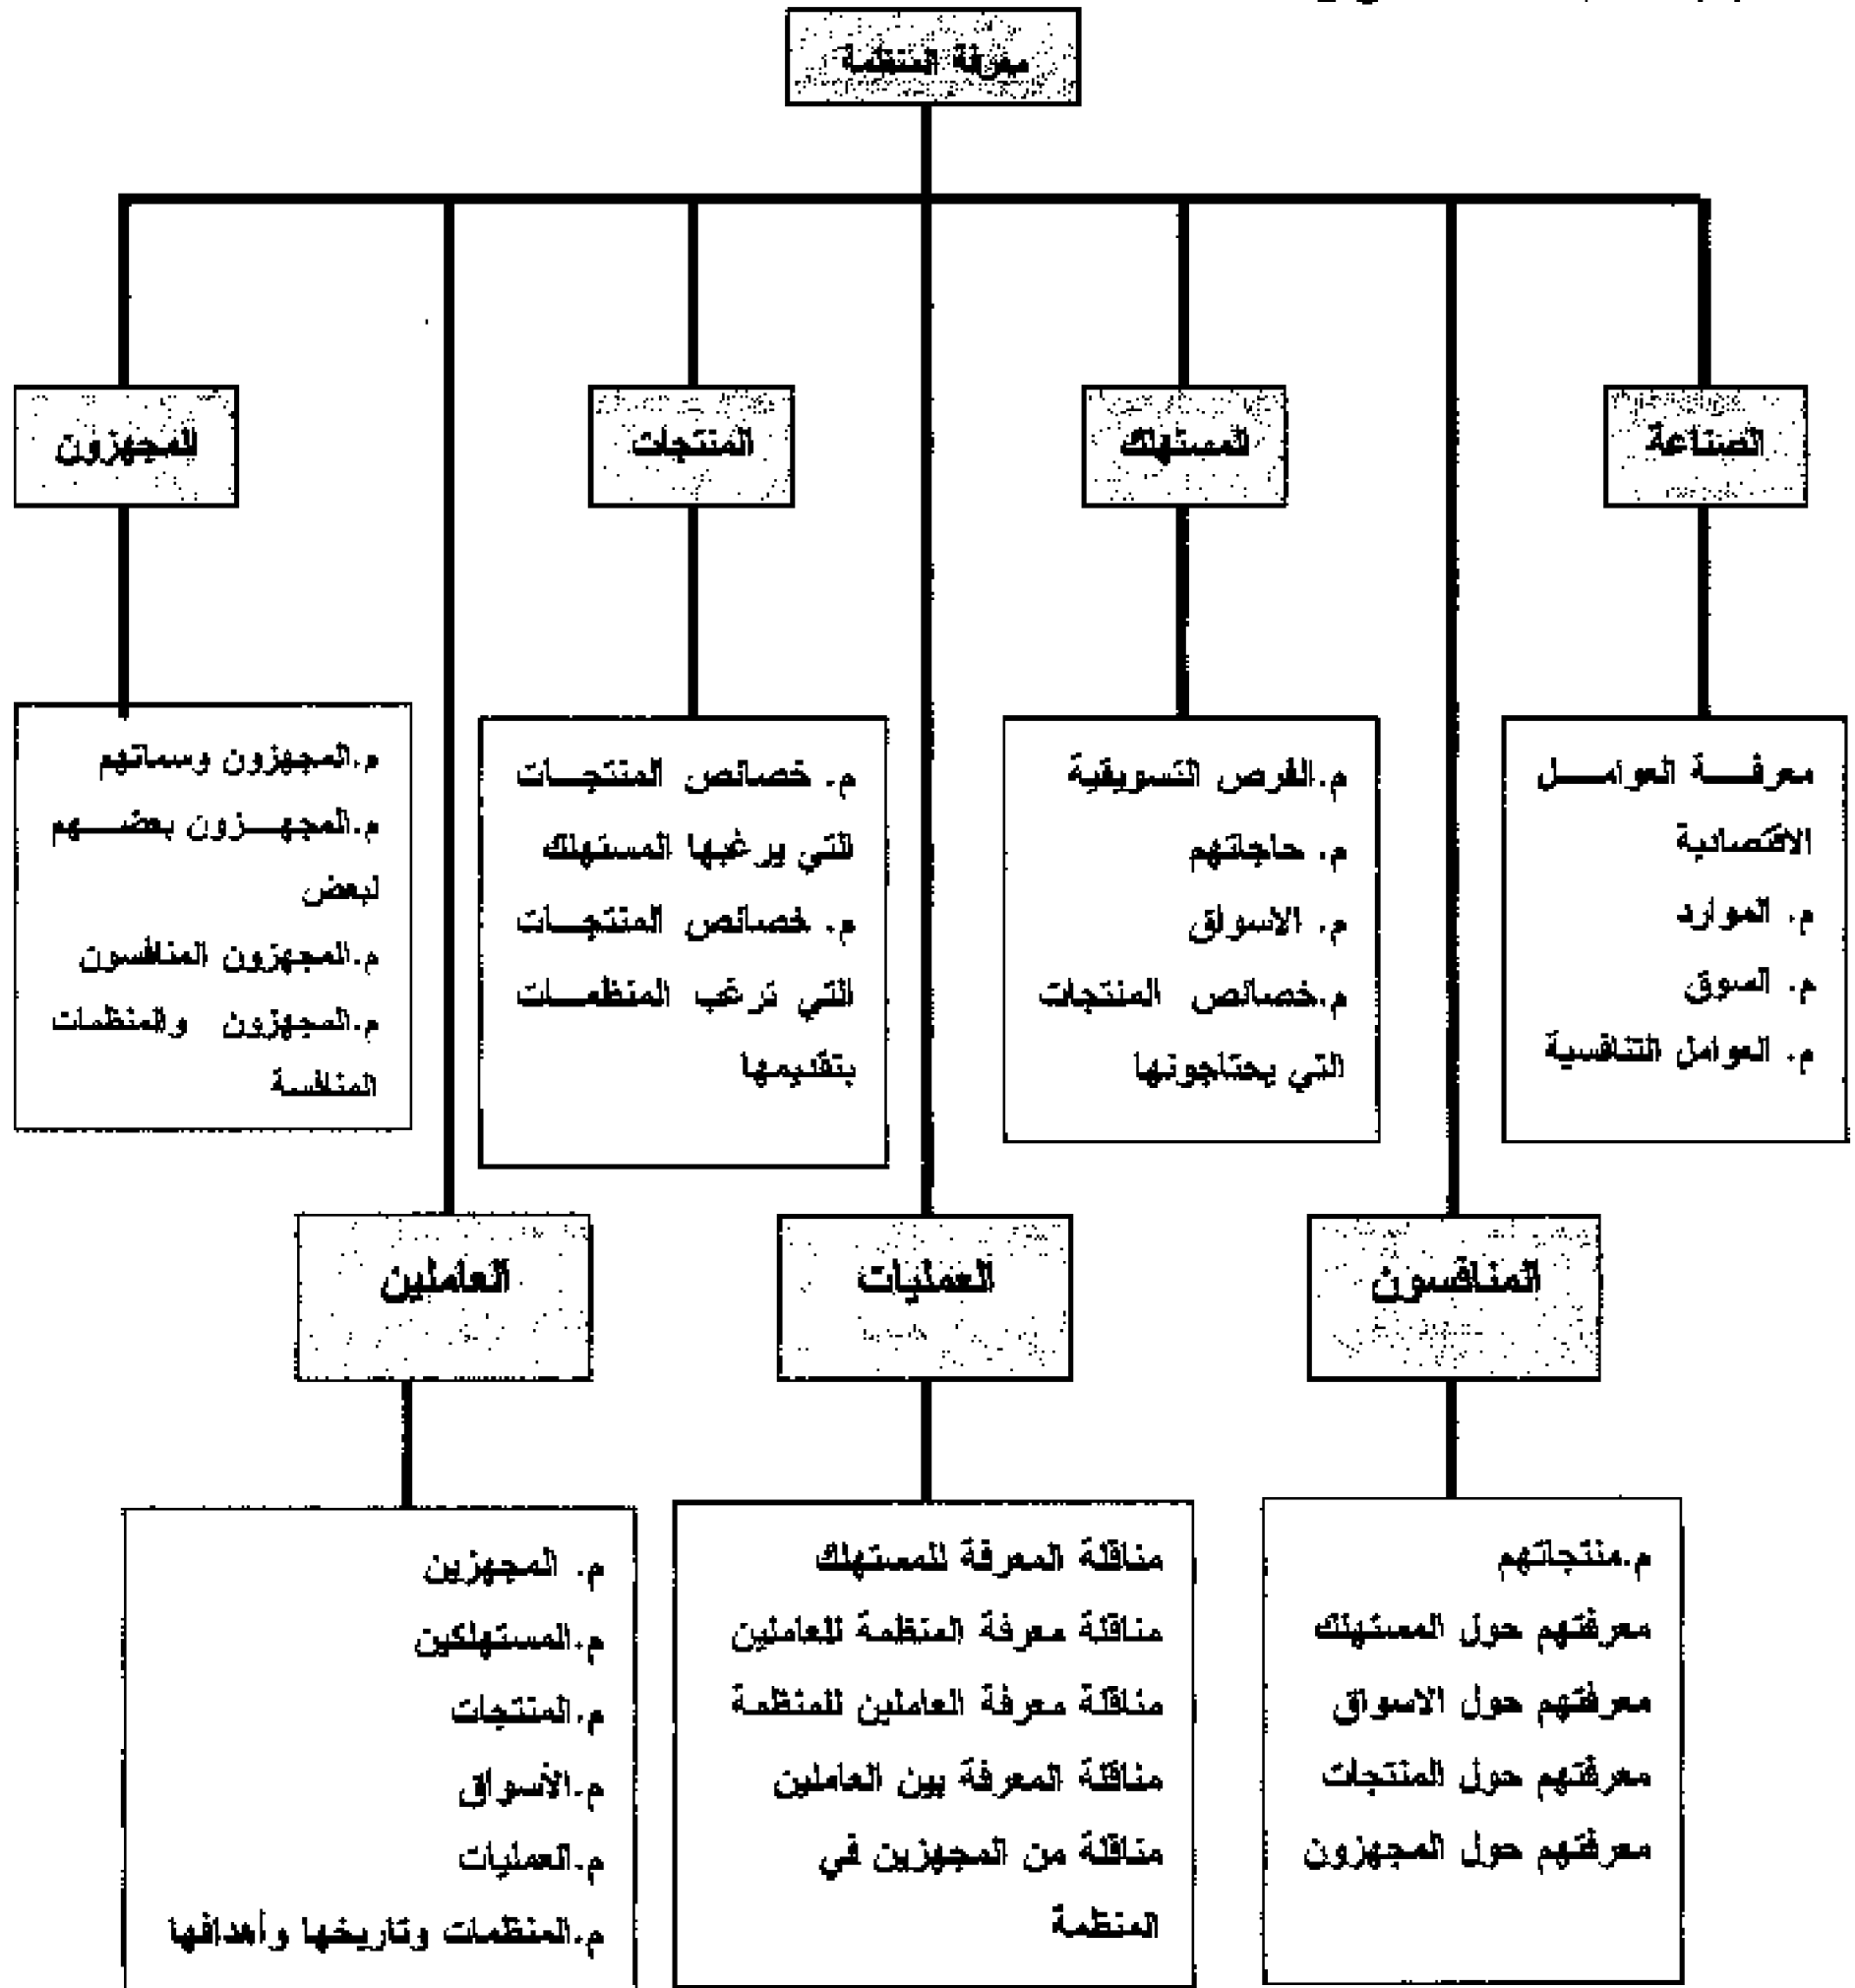 معرفة المنظمة
الصناعة
المستهلك
المنتجات
المجهزون
معرفة العوامل
الاقتصادية
م. الموارد
م. السوق
م. العوامل التنافسية
م.الفرص التسويقية
م. حاجاتهم
م. الاسواق
م.خصائص المنتجات
التي يحتاجونها
م. خصائص المنتجات
التي يرغبها المستهلك
م. خصائص المنتجات
التي ترغب المنظمات
بتقديمها
م.المجهزون وسماتهم
م.المجهزون بعضهم
لبعض
م.المجهزون المنافسون
م.المجهزون والمنظمات
المنافسة
المنافسون
العمليات
العاملين
م.منتجاتهم
معرفتهم حول المستهلك
معرفتهم حول الاسواق
معرفتهم حول المنتجات
معرفتهم حول المجهزون
مناقلة المعرفة للمستهلك
مناقلة معرفة المنظمة للعاملين
مناقلة معرفة العاملين للمنظمة
مناقلة المعرفة بين العاملين
مناقلة من المجهزين في
المنظمة
م. المجهزين
م.المستهلكين
م.المنتجات
م.الأسواق
م.العمليات
م.المنظمات وتاريخها وأهدافها